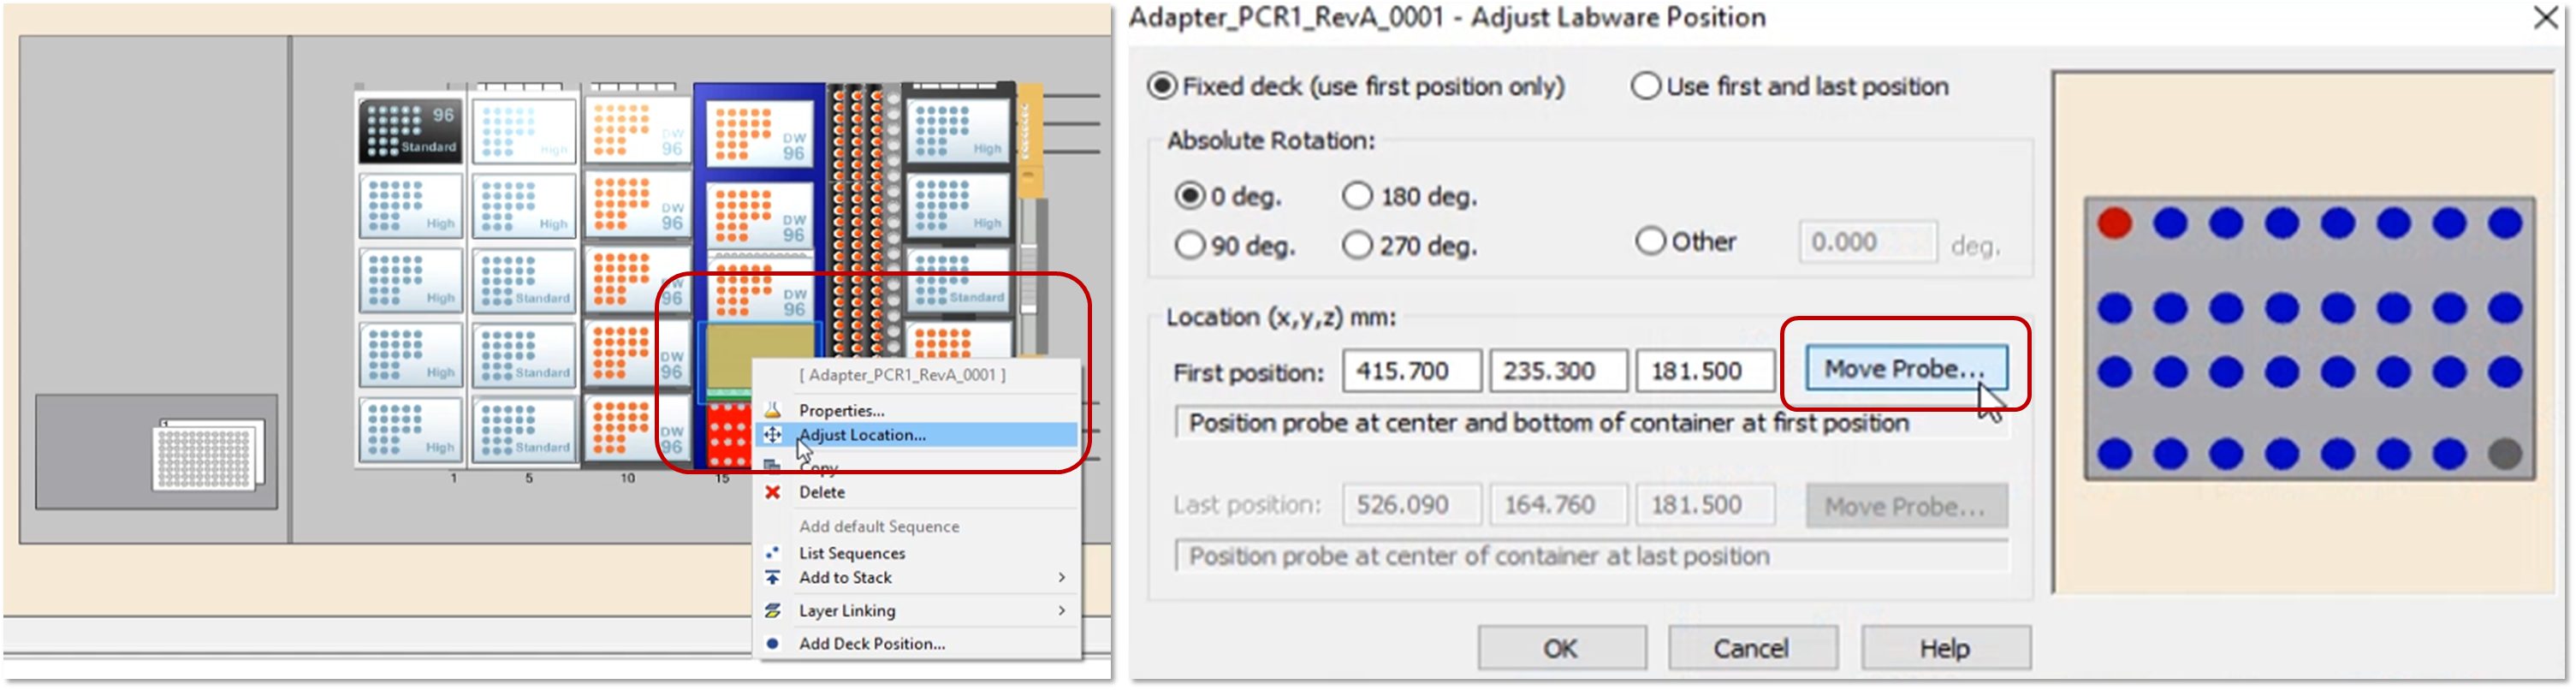 96
Standard
High
DW
96
DW
96
High
High
High
DW
96
DW
96
High
High
Standard
DW
96
DW
96
Standard
High
Standard
DW
96
High
Standard
DW
96
1
5
10
15
1
[ Adapter_PCR1_RevA_0001 ]
Properties...
Adjust Location...
Copy
Delete
Add default Sequence
List Sequences
Add to Stack
Layer Linking
Add Deck Position...
Adapter_PCR1_RevA_0001 - Adjust Labware Position
Fixed deck (use first position only)
Use first and last position
Absolute Rotation:
0 deg.
180 deg.
90 deg.
270 deg.
Other
0.000
deg.
Location (x,y,z) mm:
First position:
415.700
235.300
181.500
Move Probe...
Position probe at center and bottom of container at first position
Last position:
526.090
164.760
181.500
Move Probe...
Position probe at center of container at last position
OK
Cancel
Help